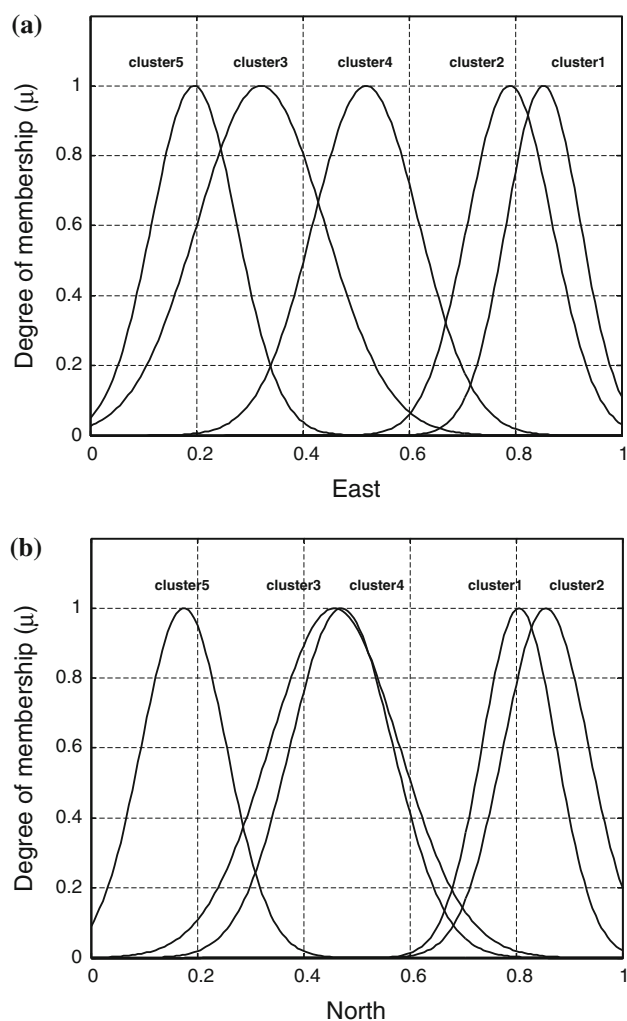 (a)
cluster5 cluster3 cluster4 cluster2 cluster1
1
0.8
0.6
0.4
0.2
0
Degree of membership (μ)
0 0.2 0.4 0.6 0.8 1
East
(b)
cluster5 cluster3 cluster4 cluster1 cluster2
1
0.8
0.6
0.4
0.2
0
Degree of membership (μ)
0 0.2 0.4 0.6 0.8 1
North